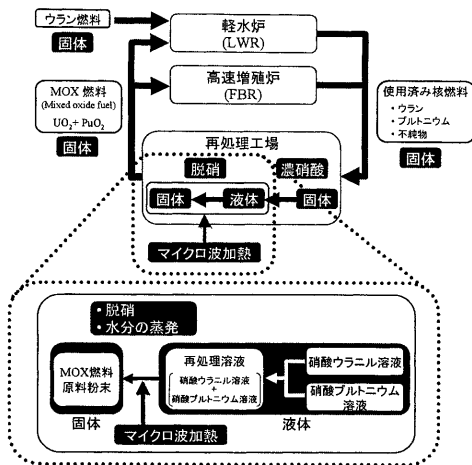 ウラン燃料
固体
軽水炉
(LWR)
MOX 燃料
(Mixed oxide fuel)
UO2+ PuO2
固体
高速増殖炉
(FBR)
使用済み核燃料
・ウラン
・プルトニウム
・不純物
固体
再処理工場
脱硝
濃硝酸
固体
液体
固体
マイクロ波加熱
・脱硝
・水分の蒸発
MOX燃料
原料粉末
固体
再処理溶液
硝酸ウラニル溶液
+
硝酸プルトニウム溶液
硝酸ウラニル溶液
硝酸プルトニウム
溶液
マイクロ波加熱
液体